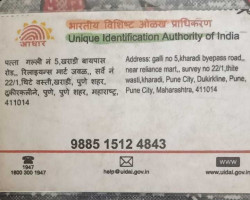 भारतीय विशिष्ट ओळख प्राधिकरण
Unique Identification Authority of India
आधार
पत्ता गल्ली नं 5,खराडी बायपास
रोड, रिलाइन्स मार्ट जवळ, सर्वे नं
22/1,थिटे वस्ती,खराडी, पुणे शहर,
पुणे, पुणे शहर, महाराष्ट्र,
411014
Address: galli no 5,kharadi byepass road,,
near reliance mart,, survey no 22/1,thite
wasti,kharadi, Pune City, Dukirkline, Pune,
Pune City, Maharashtra, 411014
9885 1512 4843
1947
1800 300 1947
help@uidai.gov.in
www.uidai.gov.in